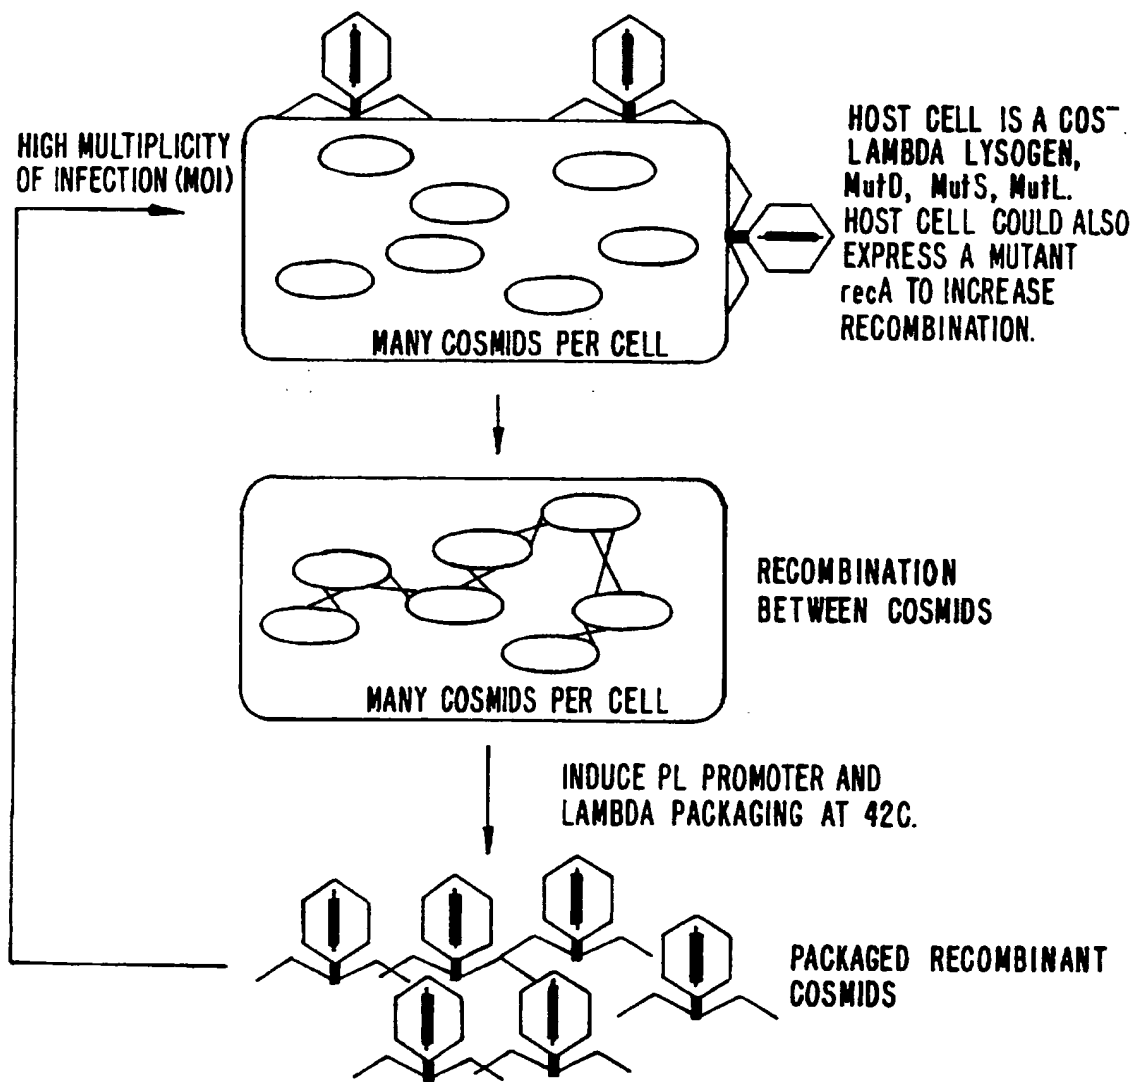 HIGH MULTIPLICITY
OF INFECTION (MOI)
HOST CELL IS A COS⁻
LAMBDA LYSOGEN,
MutD, MutS, MutL.
HOST CELL COULD ALSO
EXPRESS A MUTANT
recA TO INCREASE
RECOMBINATION.
MANY COSMIDS PER CELL
RECOMBINATION
BETWEEN COSMIDS
MANY COSMIDS PER CELL
INDUCE PL PROMOTER AND
LAMBDA PACKAGING AT 42C.
PACKAGED RECOMBINANT
COSMIDS